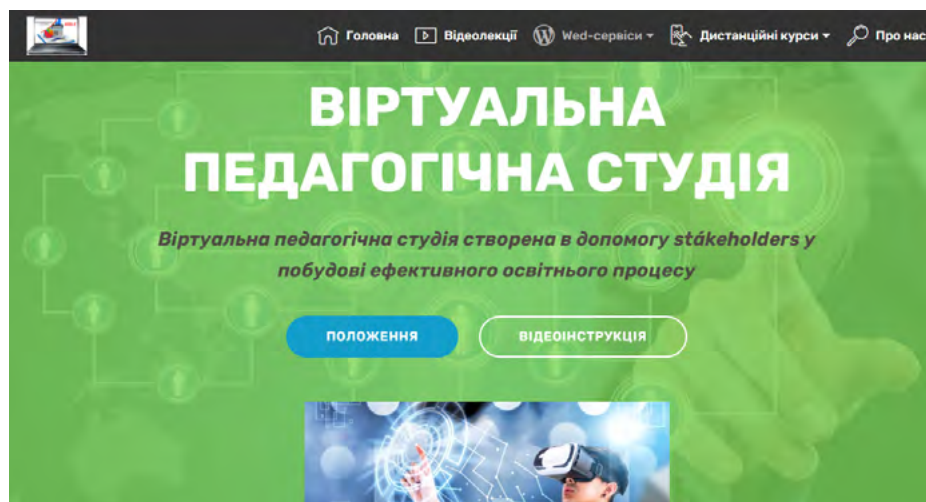 Головна Відеолекції Wed-сервіси Дистанційні курси Про нас
ВІРТУАЛЬНА
ПЕДАГОГІЧНА СТУДІЯ
Віртуальна педагогічна студія створена в допомогу stákeholders у
побудові ефективного освітнього процесу
ПОЛОЖЕННЯ ВІДЕОІНСТРУКЦІЯ